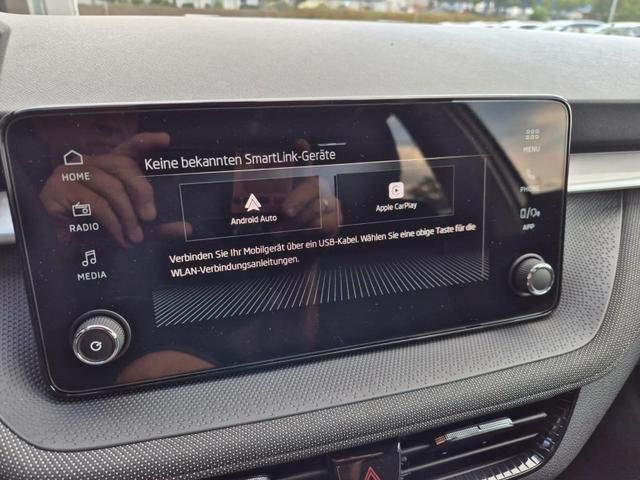 Keine bekannten SmartLink-Geräte
HOME
RADIO
MEDIA
Android Auto
Apple CarPlay
Verbinden Sie Ihr Mobilgerät über ein USB-Kabel. Wählen Sie eine obige Taste für die
WLAN-Verbindungsanleitungen.
MENU
PHONE
APP